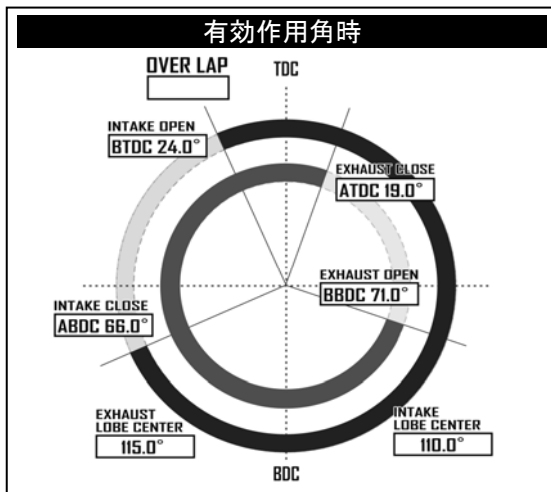 有効作用角時
OVER LAP
TDC
INTAKE OPEN
BTDC 24.0°
EXHAUST CLOSE
ATDC 19.0°
EXHAUST OPEN
BBDC 71.0°
INTAKE CLOSE
ABDC 66.0°
EXHAUST
LOBE CENTER
115.0°
INTAKE
LOBE CENTER
110.0°
BDC